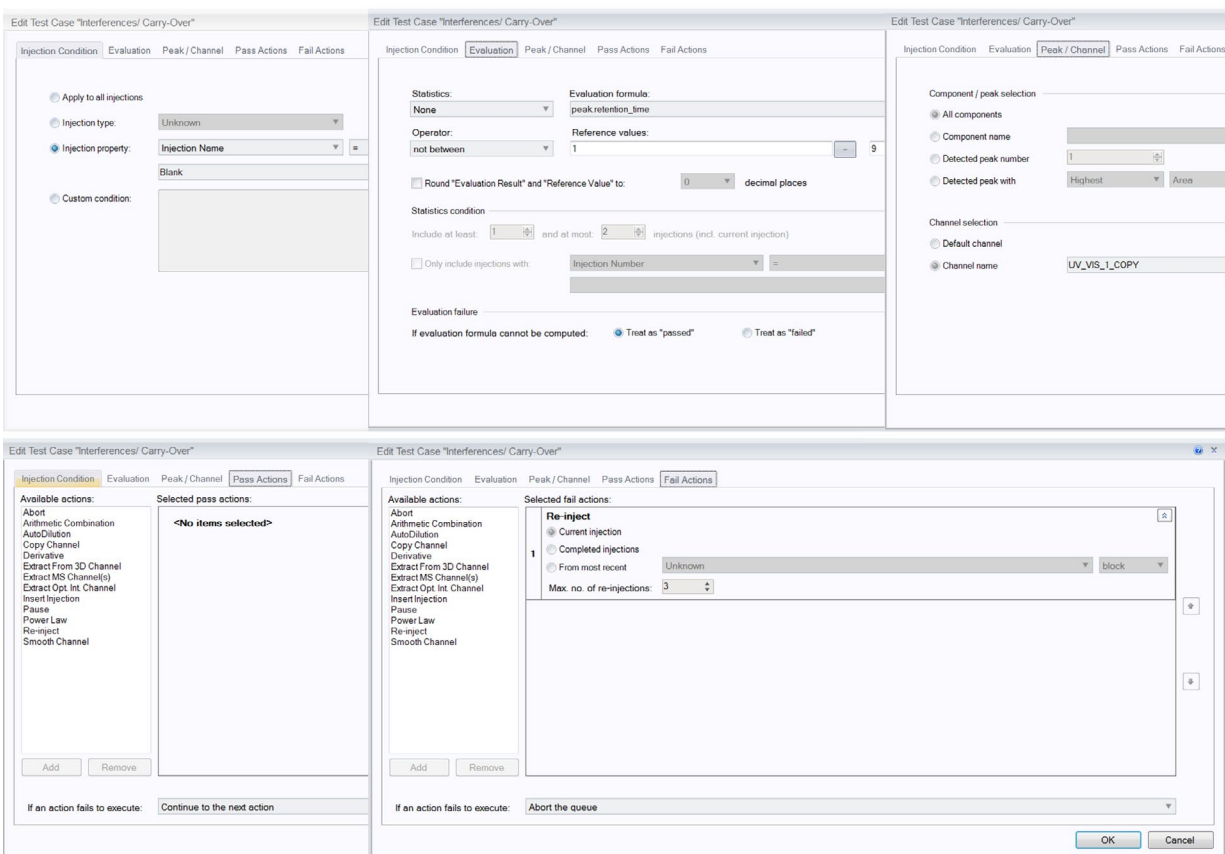 Edit Test Case "Interferences/ Carry-Over"
Injection Condition Evaluation Peak / Channel Pass Actions Fail Actions
Apply to all injections
Injection type: Unknown
Injection property: Injection Name =
Blank
Custom condition:
Edit Test Case "Interferences/ Carry-Over"
Injection Condition Evaluation Peak / Channel Pass Actions Fail Actions
Statistics: Evaluation formula:
None peak.retention_time
Operator: Reference values:
not between 1 - 9
Round "Evaluation Result" and "Reference Value" to: 0 decimal places
Statistics condition
Include at least: 1 and at most: 2 injections (incl. current injection)
Only include injections with: Injection Number =
Evaluation failure
If evaluation formula cannot be computed: Treat as "passed" Treat as "failed"
Edit Test Case "Interferences/ Carry-Over"
Injection Condition Evaluation Peak / Channel Pass Actions Fail Actions
Component / peak selection
All components
Component name
Detected peak number 1
Detected peak with Highest Area
Channel selection
Default channel
Channel name UV_VIS_1_COPY
Edit Test Case "Interferences/ Carry-Over"
Injection Condition Evaluation Peak / Channel Pass Actions Fail Actions
Available actions: Selected pass actions:
Abort
Arithmetic Combination
AutoDilution
Copy Channel
Derivative
Extract From 3D Channel
Extract MS Channel(s)
Extract Opt. Int. Channel
Insert Injection
Pause
Power Law
Re-inject
Smooth Channel
<No items selected>
Add Remove
If an action fails to execute: Continue to the next action
Edit Test Case "Interferences/ Carry-Over"
Injection Condition Evaluation Peak / Channel Pass Actions Fail Actions
Available actions: Selected fail actions:
Abort
Arithmetic Combination
AutoDilution
Copy Channel
Derivative
Extract From 3D Channel
Extract MS Channel(s)
Extract Opt. Int. Channel
Insert Injection
Pause
Power Law
Re-inject
Smooth Channel
1
Re-inject
Current injection
Completed injections
From most recent Unknown block
Max. no. of re-injections: 3
Add Remove
If an action fails to execute: Abort the queue
OK Cancel